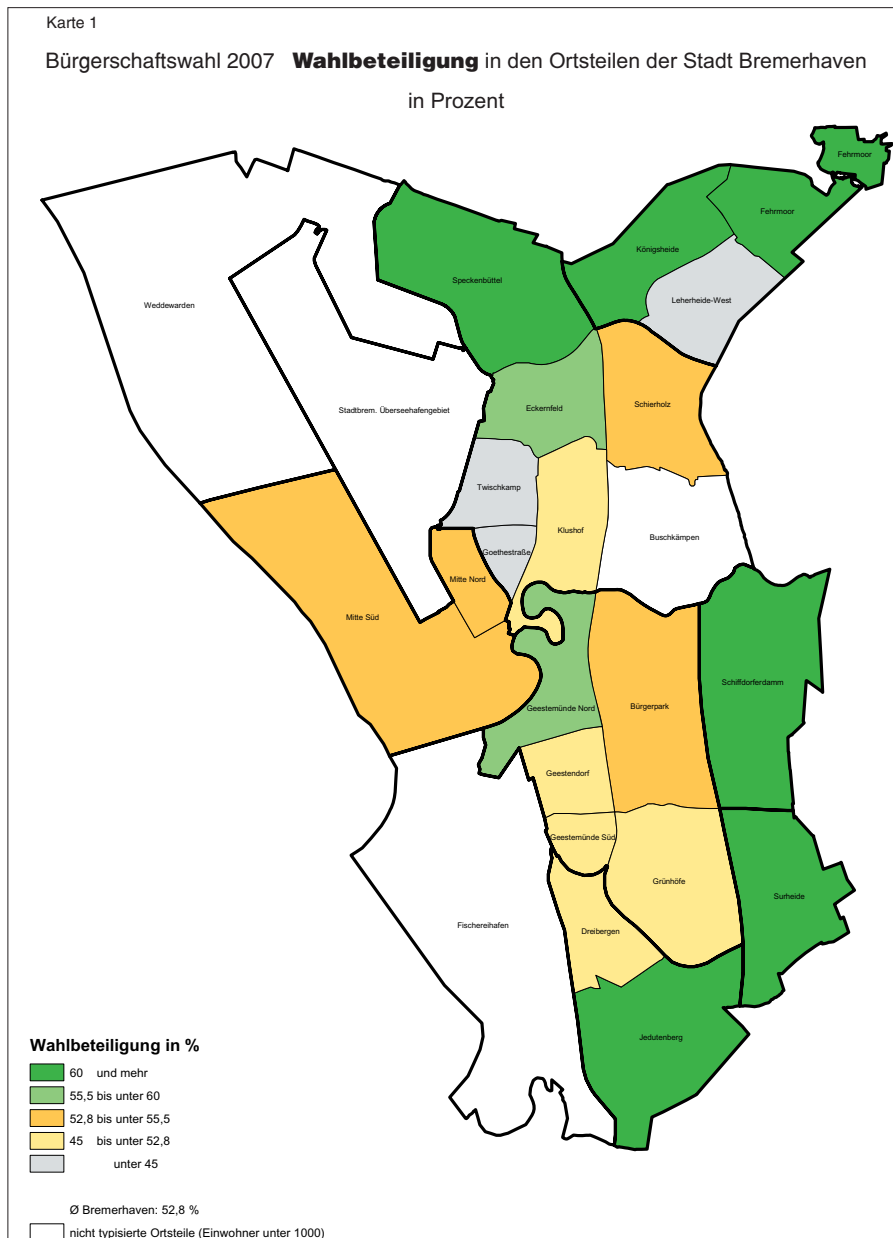 Karte 1
Bürgerschaftswahl 2007 Wahlbeteiligung in den Ortsteilen der Stadt Bremerhaven
in Prozent
Fehrmoor
Fehrmoor
Königsheide
Speckenbüttel
Leherheide-West
Weddewarden
Stadtbrem. Überseehafengebiet
Eckernfeld
Schierholz
Twischkamp
Klushof
Buschkämpen
Goethestraße
Mitte Nord
Mitte Süd
Schiffdorferdamm
Geestemünde Nord
Bürgerpark
Geestendorf
Geestemünde Süd
Grünhöfe
Surheide
Fischereihafen
Dreibergen
Jedutenberg
Wahlbeteiligung in %
60 und mehr
55,5 bis unter 60
52,8 bis unter 55,5
45 bis unter 52,8
unter 45
Ø Bremerhaven: 52,8 %
nicht typisierte Ortsteile (Einwohner unter 1000)